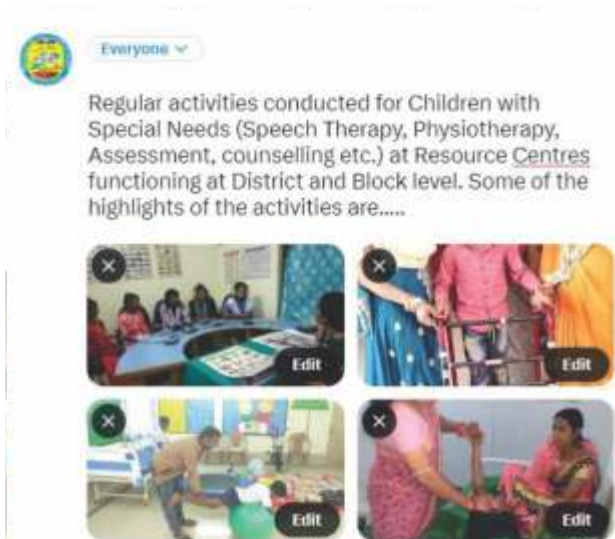 Everyone
Regular activities conducted for Children with
Special Needs (Speech Therapy, Physiotherapy,
Assessment, counselling etc.) at Resource Centres
functioning at District and Block level. Some of the
highlights of the activities are.....
Edit
Edit
Edit
Edit